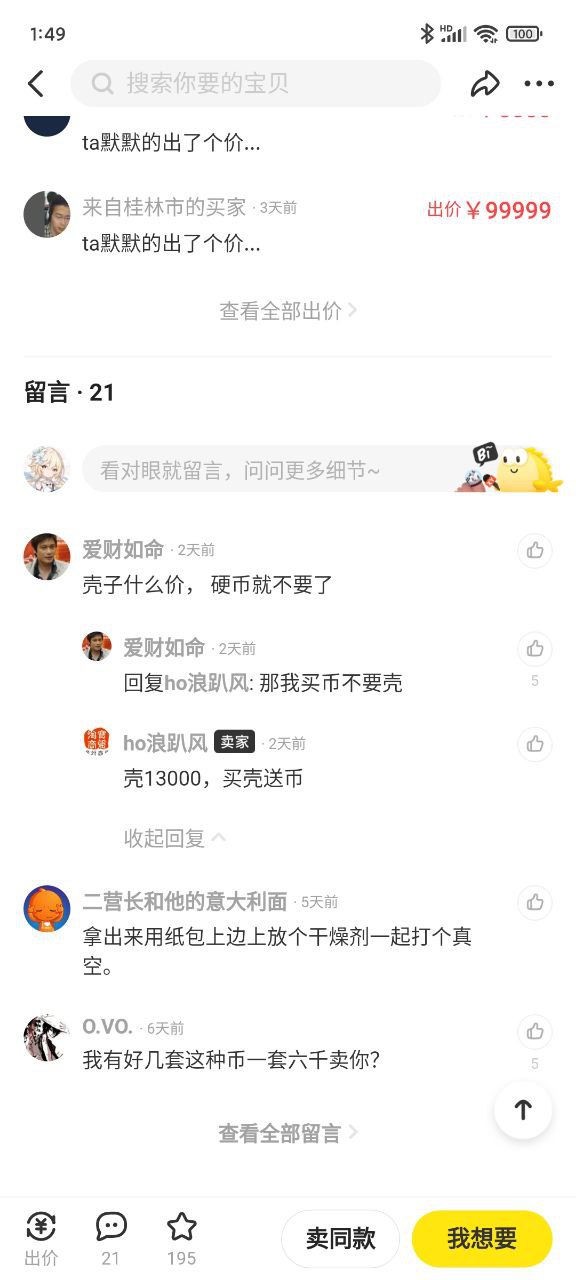 1:49
HD
100
搜索你要的宝贝
ta默默的出了个价...
来自桂林市的买家 · 3天前
出价￥99999
ta默默的出了个价...
查看全部出价
留言 · 21
看对眼就留言，问问更多细节~
Bi
爱财如命 · 2天前
壳子什么价， 硬币就不要了
爱财如命 · 2天前
回复ho浪趴风: 那我买币不要壳
5
ho浪趴风 卖家 · 2天前
壳13000，买壳送币
收起回复
二营长和他的意大利面 · 5天前
拿出来用纸包上边上放个干燥剂一起打个真
空。
O.VO. · 6天前
我有好几套这种币一套六千卖你？
5
查看全部留言
出价
21
195
卖同款
我想要